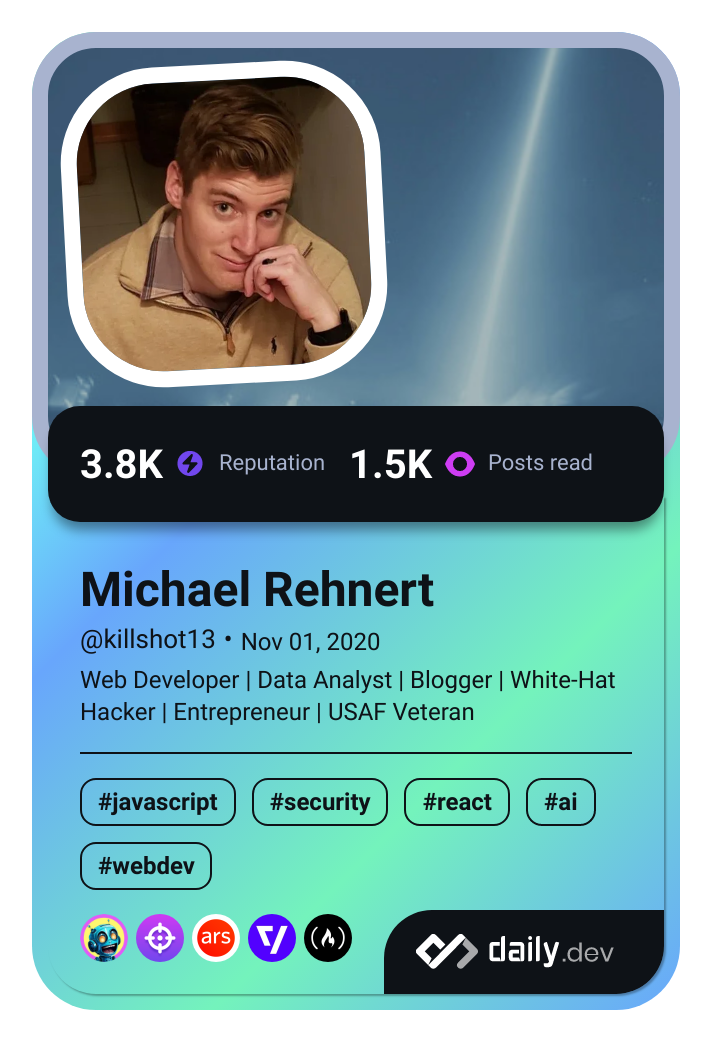 3.8K Reputation 1.5K Posts read
Michael Rehnert
@killshot13 • Nov 01, 2020
Web Developer | Data Analyst | Blogger | White-Hat
Hacker | Entrepreneur | USAF Veteran
#javascript #security #react #ai
#webdev
ars
daily.dev